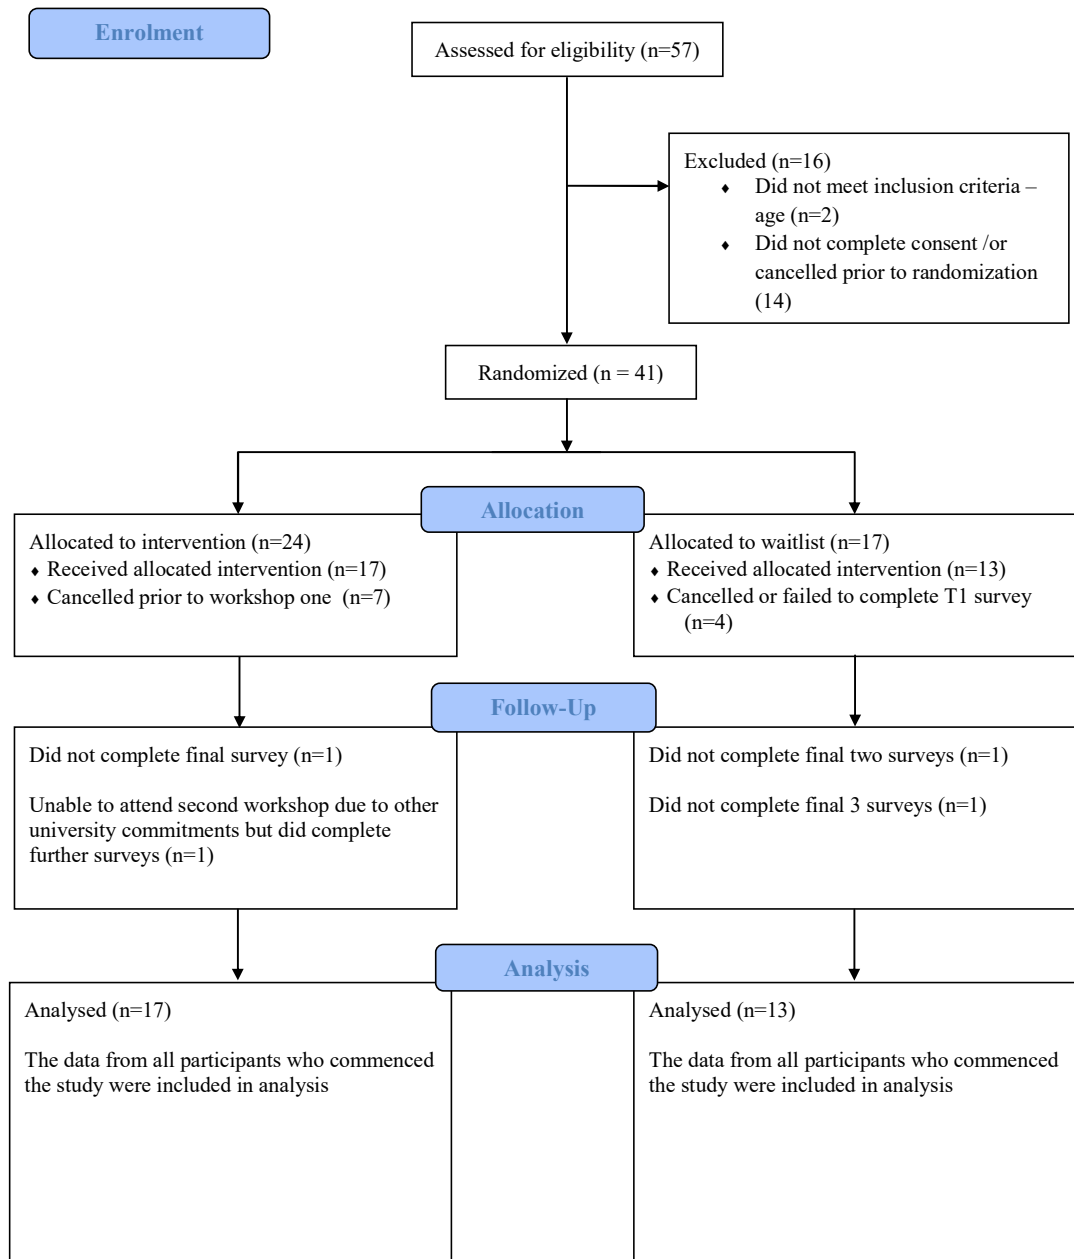 Enrolment
Assessed for eligibility (n=57)
Excluded (n=16)
♦ Did not meet inclusion criteria –
age (n=2)
♦ Did not complete consent /or
cancelled prior to randomization
(14)
Randomized (n = 41)
Allocation
Allocated to intervention (n=24)
♦ Received allocated intervention (n=17)
♦ Cancelled prior to workshop one (n=7)
Allocated to waitlist (n=17)
♦ Received allocated intervention (n=13)
♦ Cancelled or failed to complete T1 survey
(n=4)
Follow-Up
Did not complete final survey (n=1)
Unable to attend second workshop due to other
university commitments but did complete
further surveys (n=1)
Did not complete final two surveys (n=1)
Did not complete final 3 surveys (n=1)
Analysis
Analysed (n=17)
The data from all participants who commenced
the study were included in analysis
Analysed (n=13)
The data from all participants who commenced
the study were included in analysis